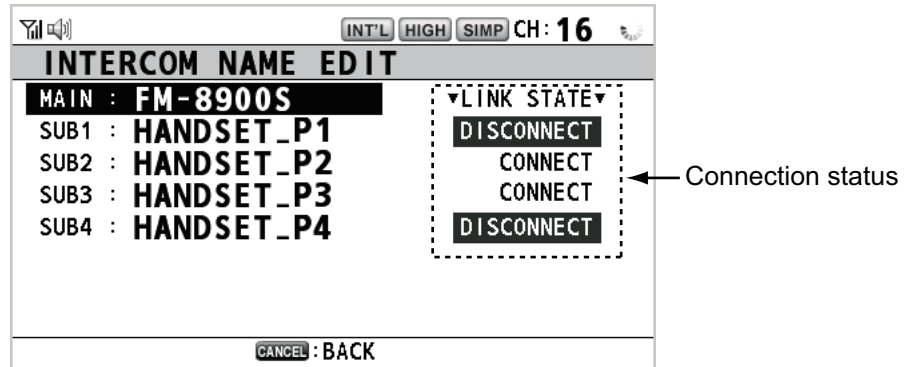 INT'L HIGH SIMP CH: 16
INTERCOM NAME EDIT
MAIN : FM-8900S ▼LINK STATE▼
SUB1 : HANDSET_P1 DISCONNECT
SUB2 : HANDSET_P2 CONNECT
SUB3 : HANDSET_P3 CONNECT
SUB4 : HANDSET_P4 DISCONNECT
Connection status
CANCEL : BACK